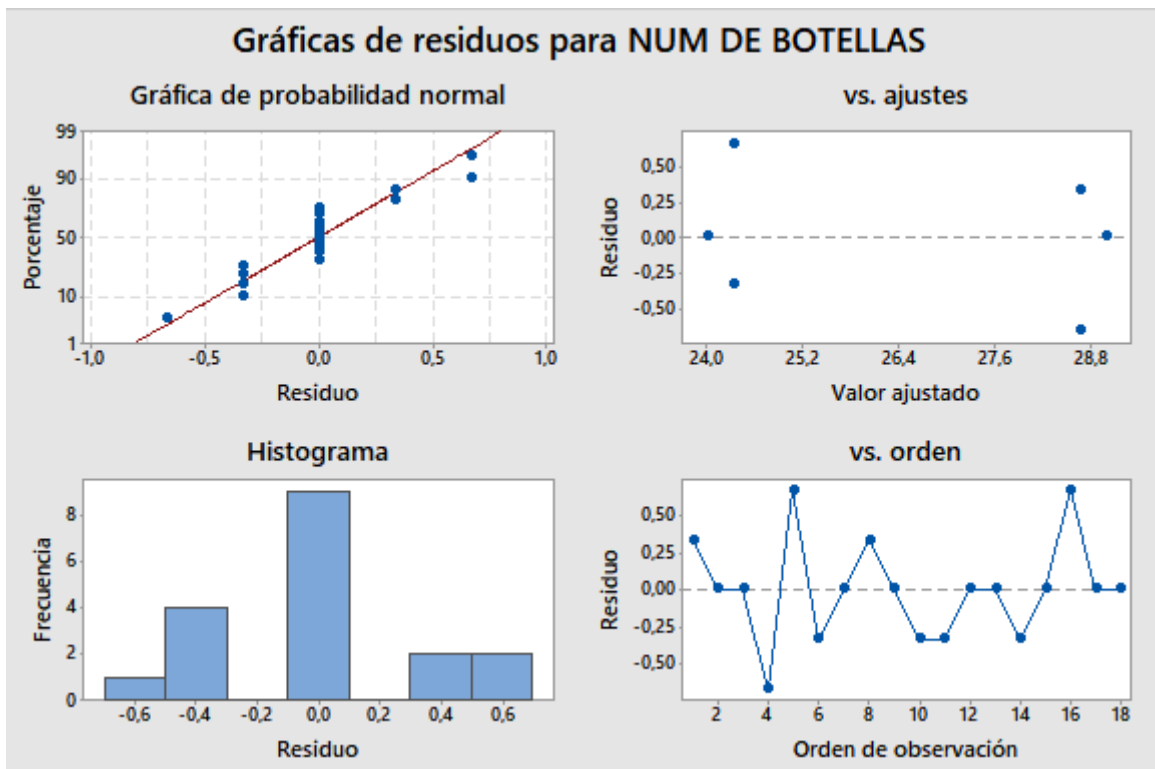 Gráficas de residuos para NUM DE BOTELLAS
Gráfica de probabilidad normal
99
90
50
10
1
Porcentaje
-1,0 -0,5 0,0 0,5 1,0
Residuo
vs. ajustes
0,50
0,25
0,00
-0,25
-0,50
Residuo
24,0 25,2 26,4 27,6 28,8
Valor ajustado
Histograma
8
6
4
2
0
Frecuencia
-0,6 -0,4 -0,2 0,0 0,2 0,4 0,6
Residuo
vs. orden
0,50
0,25
0,00
-0,25
-0,50
Residuo
2 4 6 8 10 12 14 16 18
Orden de observación